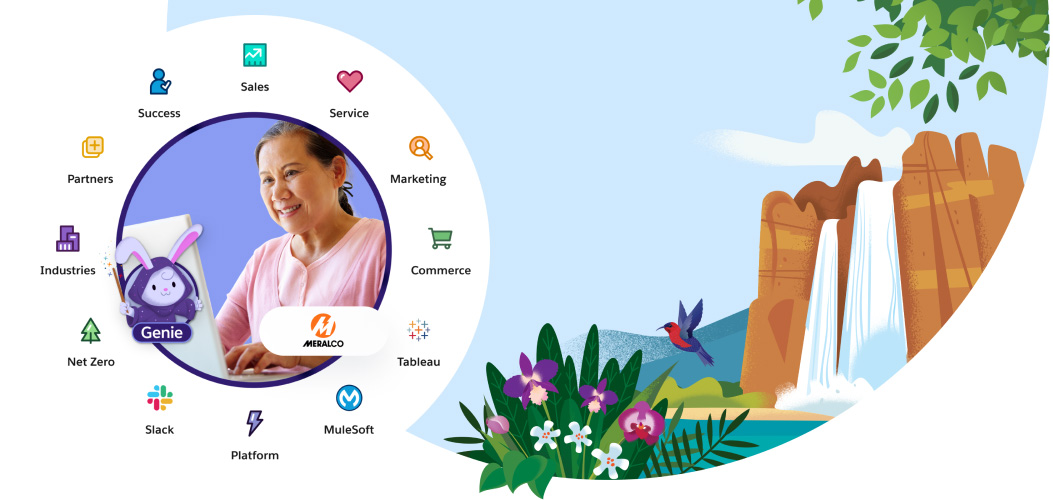 Sales
Success
Service
Partners
Marketing
Industries
Commerce
Genie
MERALCO
Net Zero
Tableau
Slack
MuleSoft
Platform